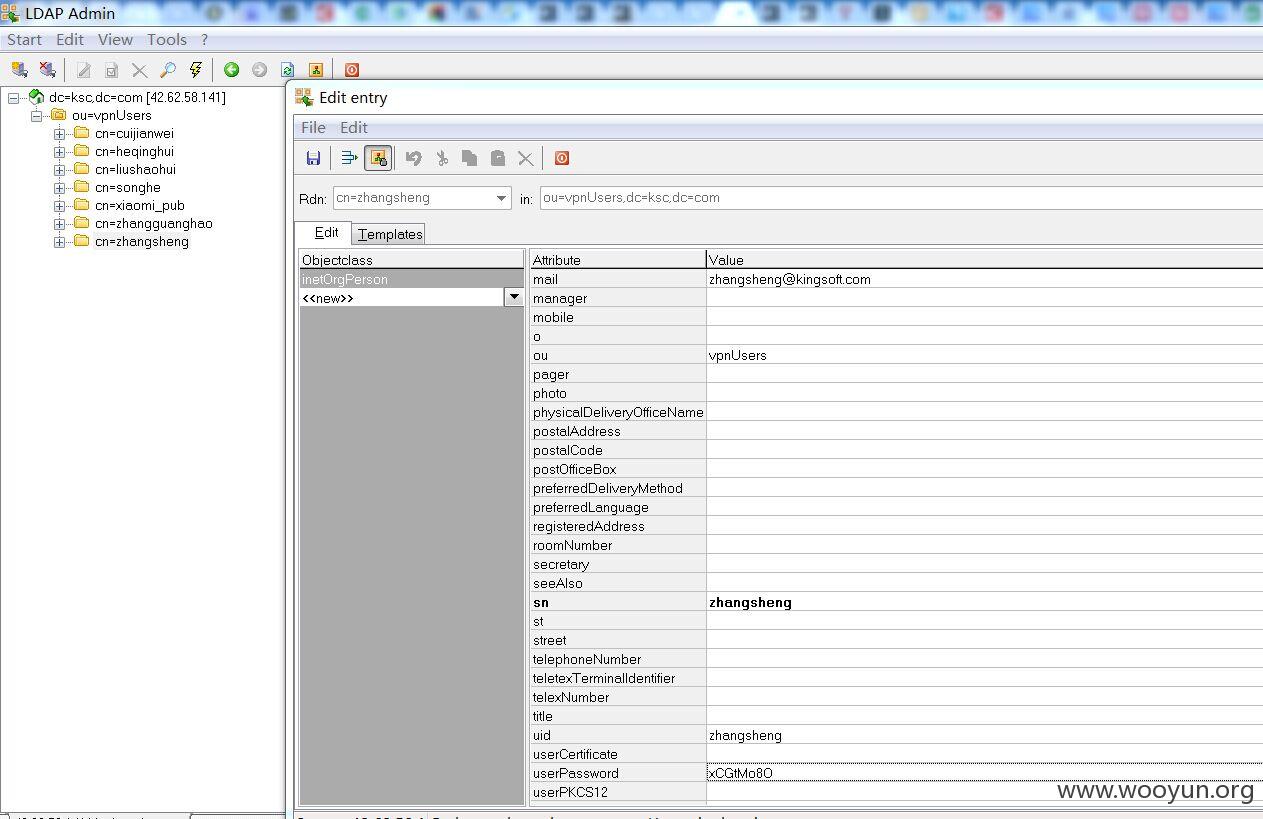 LDAP Admin
Start Edit View Tools ?
dc=ksc,dc=com [42.62.58.141]
ou=vpnUsers
cn=cuijianwei
cn=heqinghui
cn=liushaohui
cn=songhe
cn=xiaomi_pub
cn=zhangguanghao
cn=zhangsheng
Edit entry
File Edit
Rdn: cn=zhangsheng in: ou=vpnUsers,dc=ksc,dc=com
Edit Templates
Objectclass
inetOrgPerson
<<new>>
Attribute Value
mail zhangsheng@kingsoft.com
manager
mobile
o
ou vpnUsers
pager
photo
physicalDeliveryOfficeName
postalAddress
postalCode
postOfficeBox
preferredDeliveryMethod
preferredLanguage
registeredAddress
roomNumber
secretary
seeAlso
sn zhangsheng
st
street
telephoneNumber
teletexTerminalIdentifier
telexNumber
title
uid zhangsheng
userCertificate
userPassword xCGtMo8O
userPKCS12
www.wooyun.org